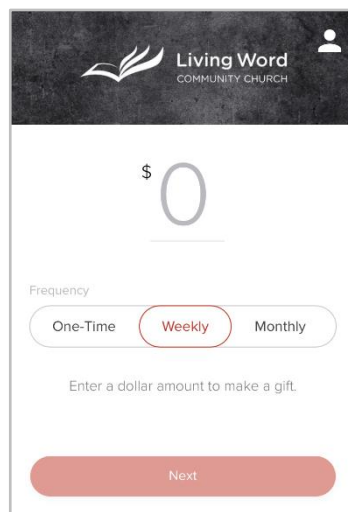 Living Word
COMMUNITY CHURCH
$ 0
Frequency
One-Time Weekly Monthly
Enter a dollar amount to make a gift.
Next